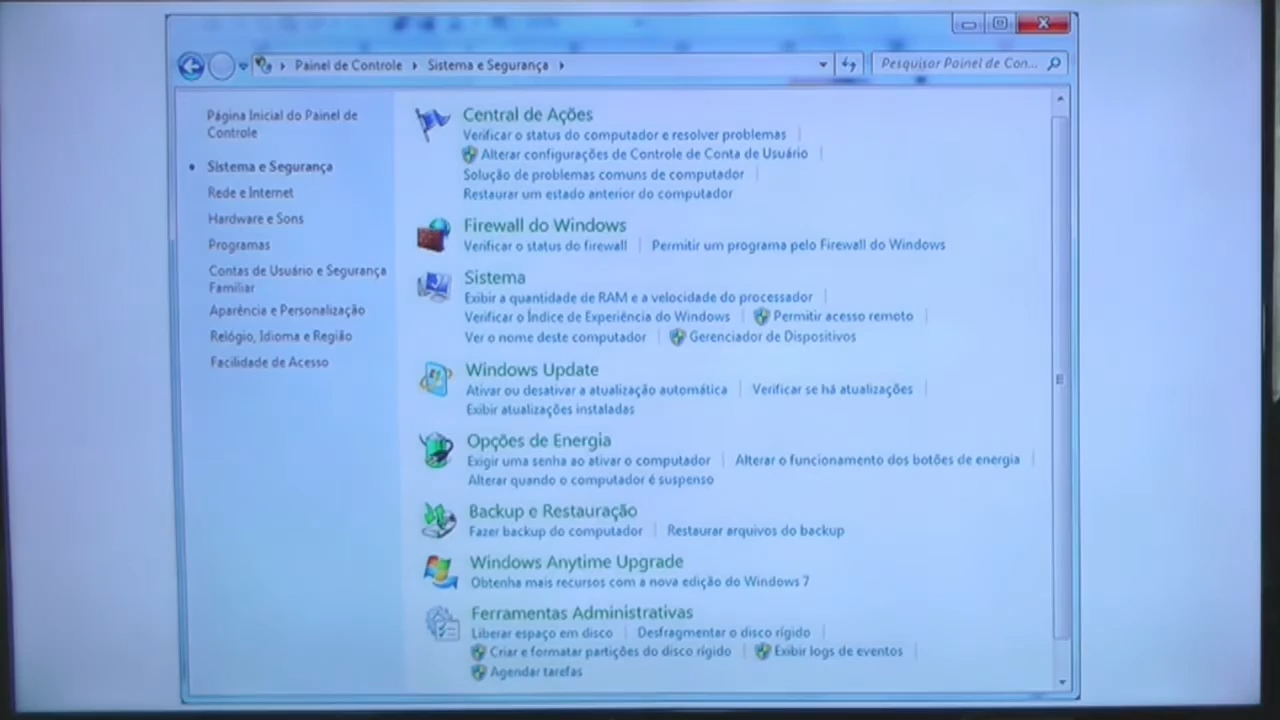 Painel de Controle
Sistema e Segurança
Pesquisar Painel de Con...
Página Inicial do Painel de
Controle
Sistema e Segurança
Rede e Internet
Hardware e Sons
Programas
Contas de Usuário e Segurança
Familiar
Aparência e Personalização
Relógio, Idioma e Região
Facilidade de Acesso
Central de Ações
Verificar o status do computador e resolver problemas
Alterar configurações de Controle de Conta de Usuário
Solução de problemas comuns de computador
Restaurar um estado anterior do computador
Firewall do Windows
Verificar o status do firewall Permitir um programa pelo Firewall do Windows
Sistema
Exibir a quantidade de RAM e a velocidade do processador
Verificar o Índice de Experiência do Windows Permitir acesso remoto
Ver o nome deste computador Gerenciador de Dispositivos
Windows Update
Ativar ou desativar a atualização automática Verificar se há atualizações
Exibir atualizações instaladas
Opções de Energia
Exigir uma senha ao ativar o computador Alterar o funcionamento dos botões de energia
Alterar quando o computador é suspenso
Backup e Restauração
Fazer backup do computador Restaurar arquivos do backup
Windows Anytime Upgrade
Obtenha mais recursos com a nova edição do Windows 7
Ferramentas Administrativas
Liberar espaço em disco Desfragmentar o disco rígido
Criar e formatar partições do disco rígido Exibir logs de eventos
Agendar tarefas